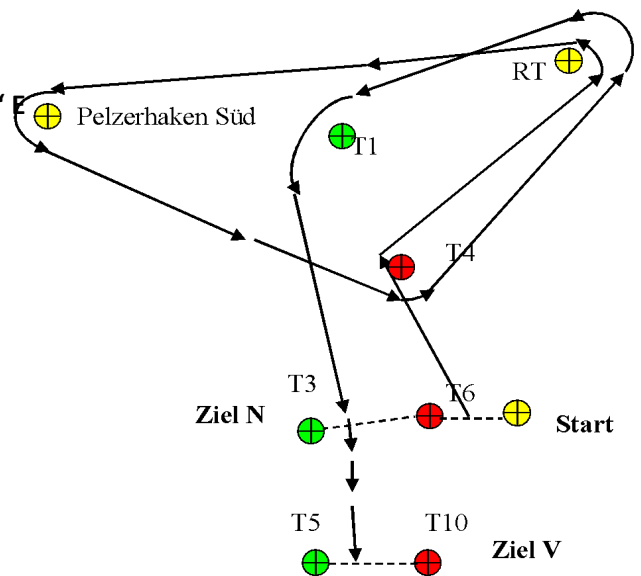 RT
' E
Pelzerhaken Süd
T1
T4
T3
T6
Ziel N
Start
T5
T10
Ziel V